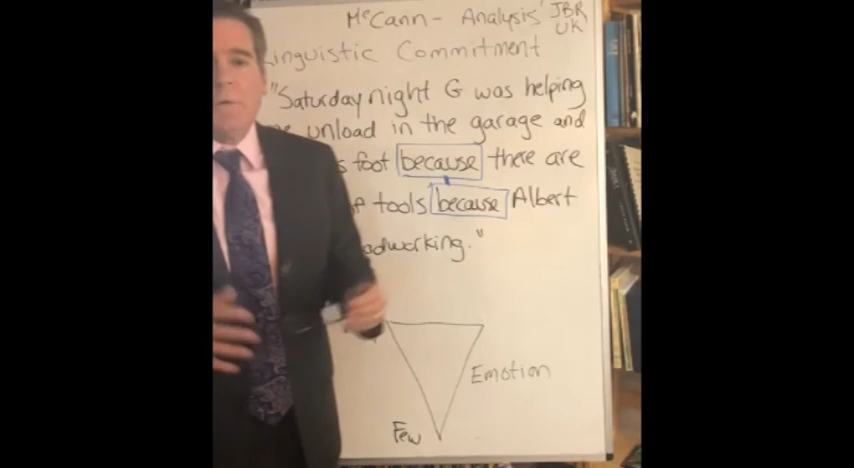 McCann - Analysis' JBR,
UK
Linguistic Commitment
"Saturday night G was helping
unload in the garage and
foot because there are
tools because Albert
working."
Emotion
Few